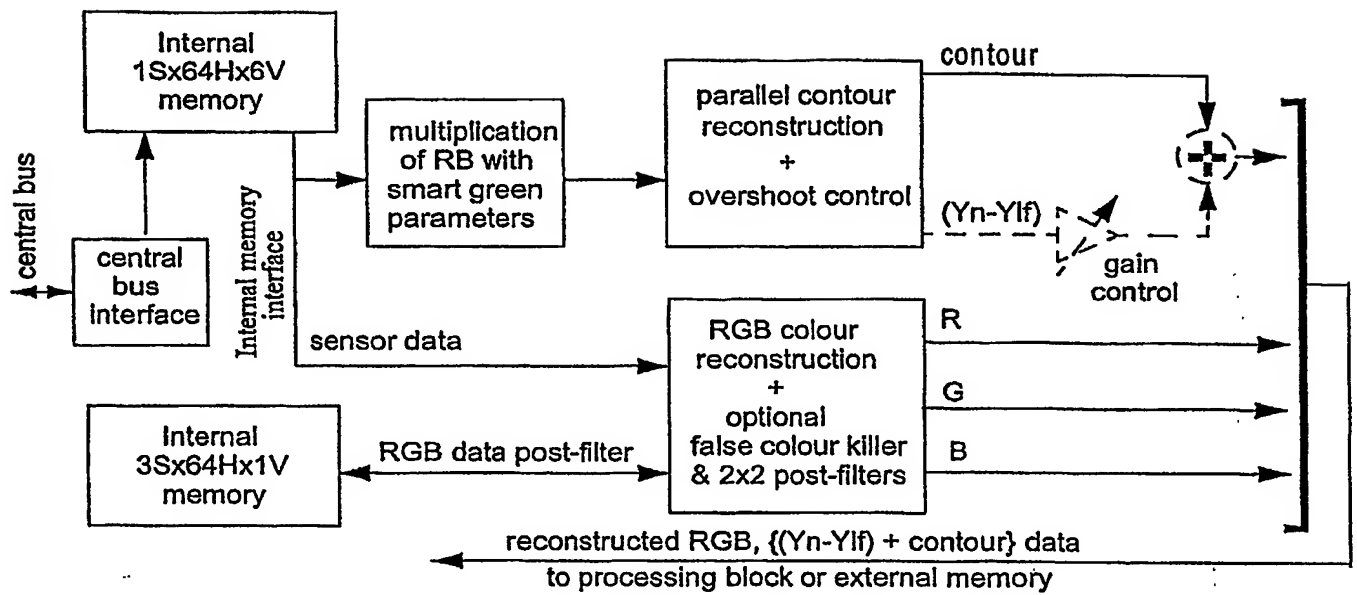 Internal
1Sx64Hx6V
memory
central bus
central
bus
interface
Internal memory
interface
multiplication
of RB with
smart green
parameters
parallel contour
reconstruction
+
overshoot control
contour
(Yn-Ylf)
gain
control
+
sensor data
RGB colour
reconstruction
+
optional
false colour killer
& 2x2 post-filters
R
G
B
Internal
3Sx64Hx1V
memory
RGB data post-filter
reconstructed RGB, {(Yn-Ylf) + contour} data
to processing block or external memory